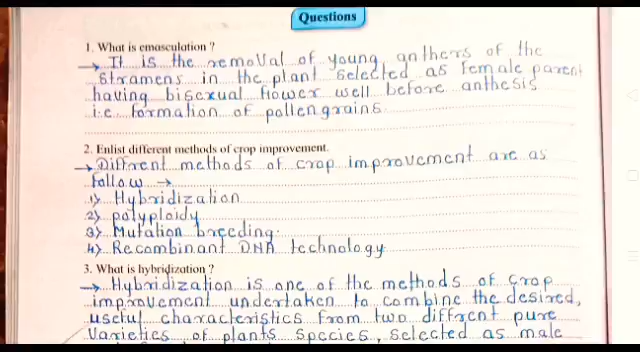 Questions
1. What is emasculation ?
→ It is the removal of young anthers of the
stramens in the plant selected as female parent
having bisexual flower well before anthesis
i.e. formation of pollengrains.
2. Enlist different methods of crop improvement.
→ Diffrent methods of crop improvement are as
follow →
1) Hybridization
2) polyploidy
3) Mutation breeding.
4) Recombinant DNA technology
3. What is hybridization ?
→ Hybridization is one of the methods of crop
improvement undertaken to combine the desired,
useful characteristics from two diffrent pure
Varieties of plants species, selected as male